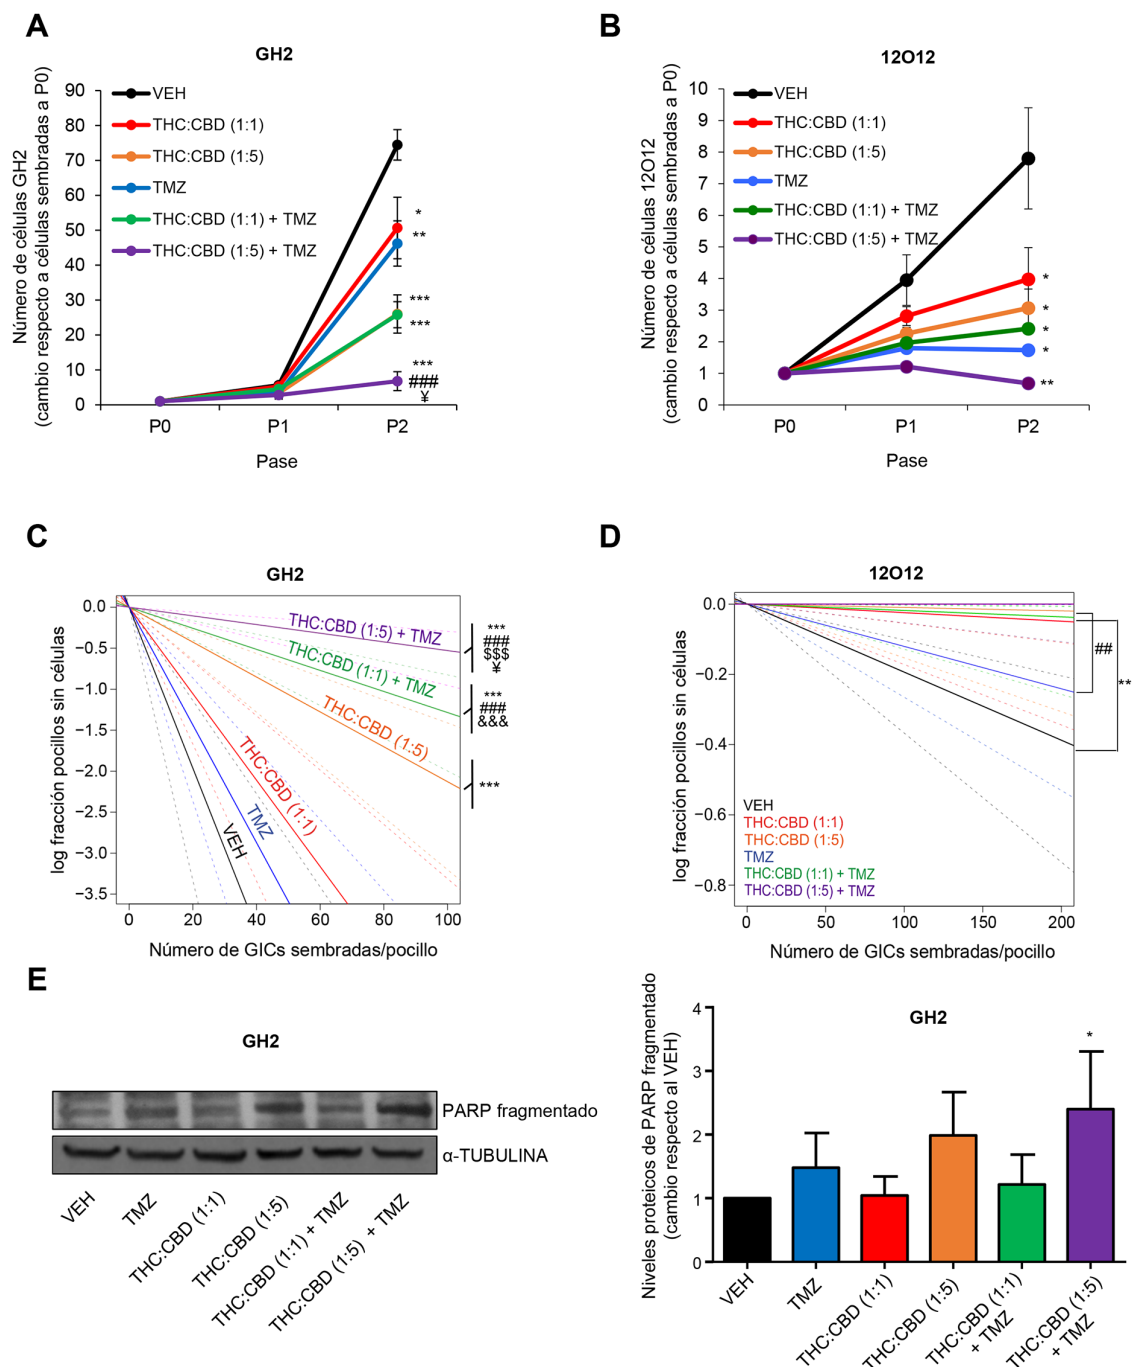 A
GH2
Número de células GH2
(cambio respecto a células sembradas a P0)
90
80
70
60
50
40
30
20
10
0
VEH
THC:CBD (1:1)
THC:CBD (1:5)
TMZ
THC:CBD (1:1) + TMZ
THC:CBD (1:5) + TMZ
*
**
***
***
***
###
¥
P0
P1
P2
Pase
B
12O12
Número de células 12O12
(cambio respecto a células sembradas a P0)
10
9
8
7
6
5
4
3
2
1
0
VEH
THC:CBD (1:1)
THC:CBD (1:5)
TMZ
THC:CBD (1:1) + TMZ
THC:CBD (1:5) + TMZ
*
*
*
*
**
P0
P1
P2
Pase
C
GH2
log fracción pocillos sin células
0.0
−0.5
−1.0
−1.5
−2.0
−2.5
−3.0
−3.5
THC:CBD (1:5) + TMZ
THC:CBD (1:1) + TMZ
THC:CBD (1:5)
THC:CBD (1:1)
TMZ
VEH
***
###
$$$
¥
***
###
&&&
***
0
20
40
60
80
100
Número de GICs sembradas/pocillo
D
12O12
log fracción pocillos sin células
0.0
−0.2
−0.4
−0.6
−0.8
##
**
VEH
THC:CBD (1:1)
THC:CBD (1:5)
TMZ
THC:CBD (1:1) + TMZ
THC:CBD (1:5) + TMZ
0
50
100
150
200
Número de GICs sembradas/pocillo
E
GH2
PARP fragmentado
α-TUBULINA
VEH
TMZ
THC:CBD (1:1)
THC:CBD (1:5)
THC:CBD (1:1) + TMZ
THC:CBD (1:5) + TMZ
GH2
Niveles proteicos de PARP fragmentado
(cambio respecto al VEH)
4
3
2
1
0
*
VEH
TMZ
THC:CBD (1:1)
THC:CBD (1:5)
THC:CBD (1:1)
+ TMZ
THC:CBD (1:5)
+ TMZ